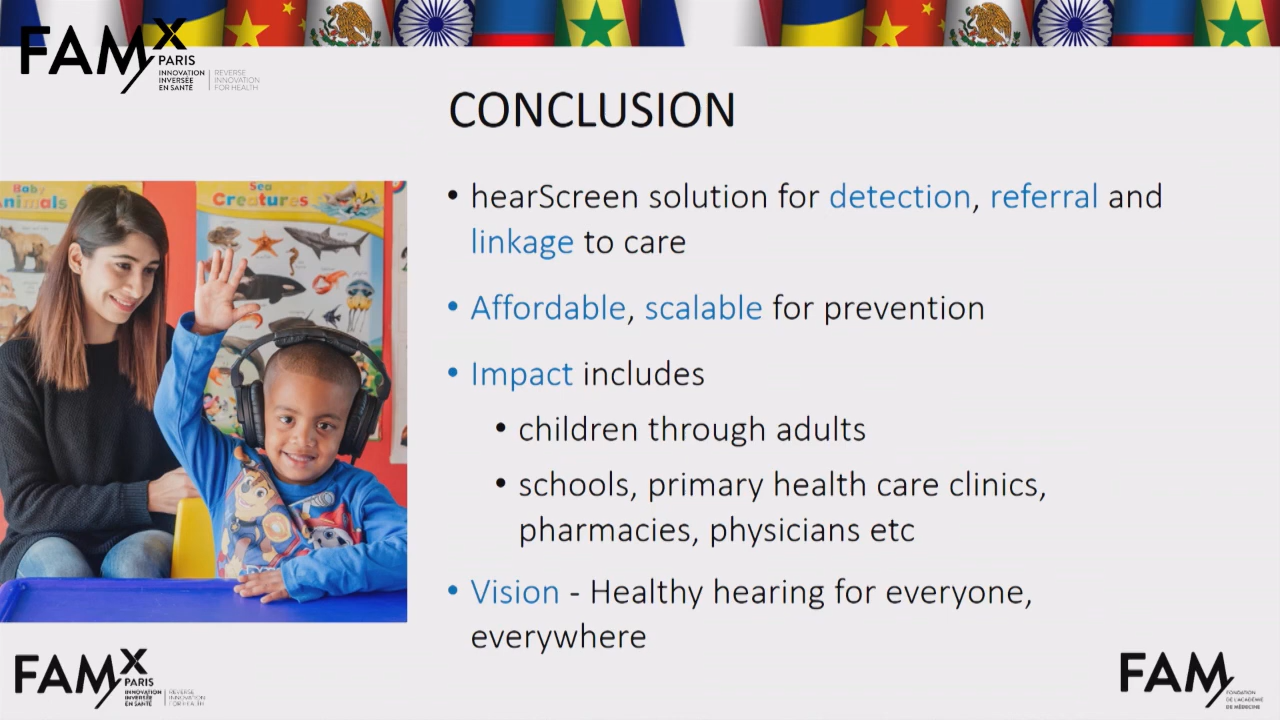 FAMx
PARIS
INNOVATION
INVERSÉE
EN SANTÉ
REVERSE
INNOVATION
FOR HEALTH
CONCLUSION
Baby
Animals
Sea
Creatures
• hearScreen solution for detection, referral and
linkage to care
• Affordable, scalable for prevention
• Impact includes
• children through adults
• schools, primary health care clinics,
pharmacies, physicians etc
• Vision - Healthy hearing for everyone,
everywhere
FAMx
PARIS
INNOVATION
INVERSÉE
EN SANTÉ
REVERSE
INNOVATION
FOR HEALTH
FAM
FONDATION
DE L'ACADÉMIE
DE MÉDECINE